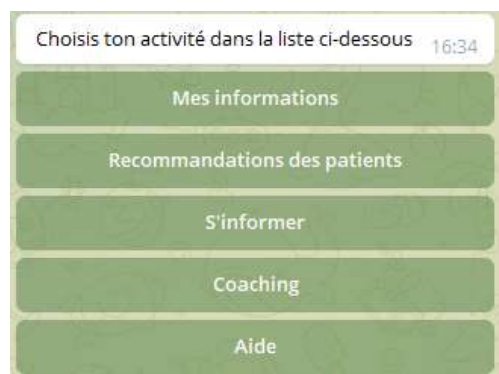 Choisis ton activité dans la liste ci-dessous
16:34
Mes informations
Recommandations des patients
S'informer
Coaching
Aide